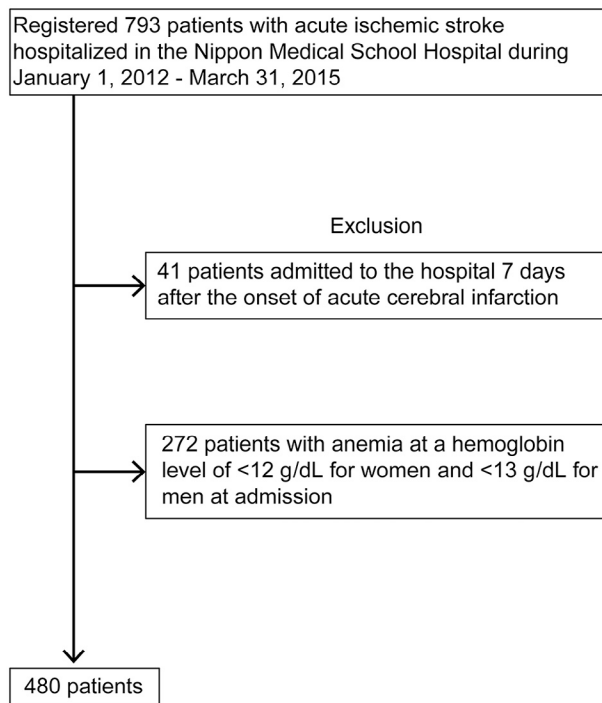 Registered 793 patients with acute ischemic stroke
hospitalized in the Nippon Medical School Hospital during
January 1, 2012 - March 31, 2015
Exclusion
41 patients admitted to the hospital 7 days
after the onset of acute cerebral infarction
272 patients with anemia at a hemoglobin
level of <12 g/dL for women and <13 g/dL for
men at admission
480 patients